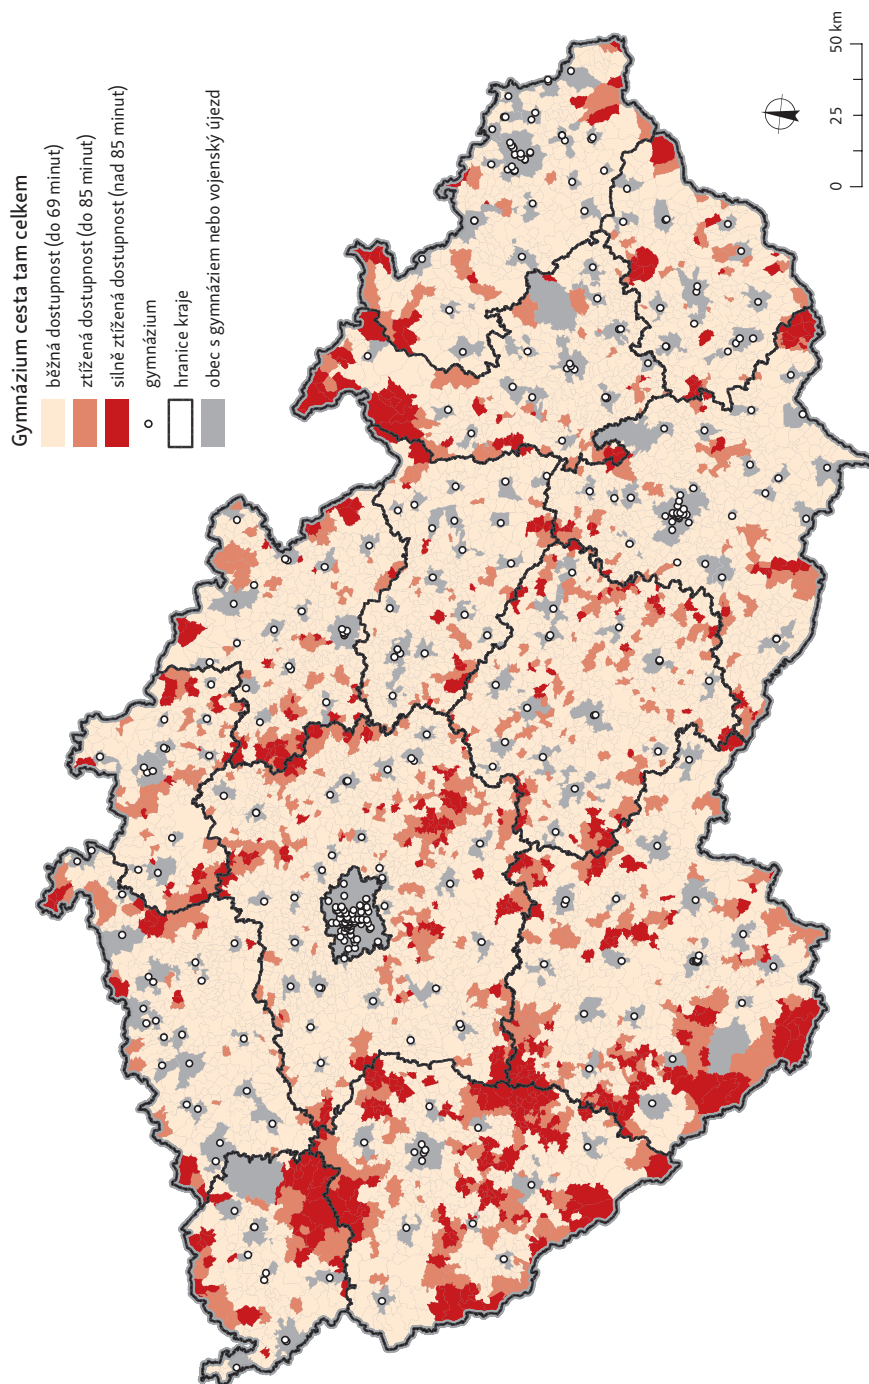 Gymnázium cesta tam celkem
běžná dostupnost (do 69 minut)
ztížená dostupnost (do 85 minut)
silně ztížená dostupnost (nad 85 minut)
gymnázium
hranice kraje
obec s gymnáziem nebo vojenský újezd
0 25 50 km